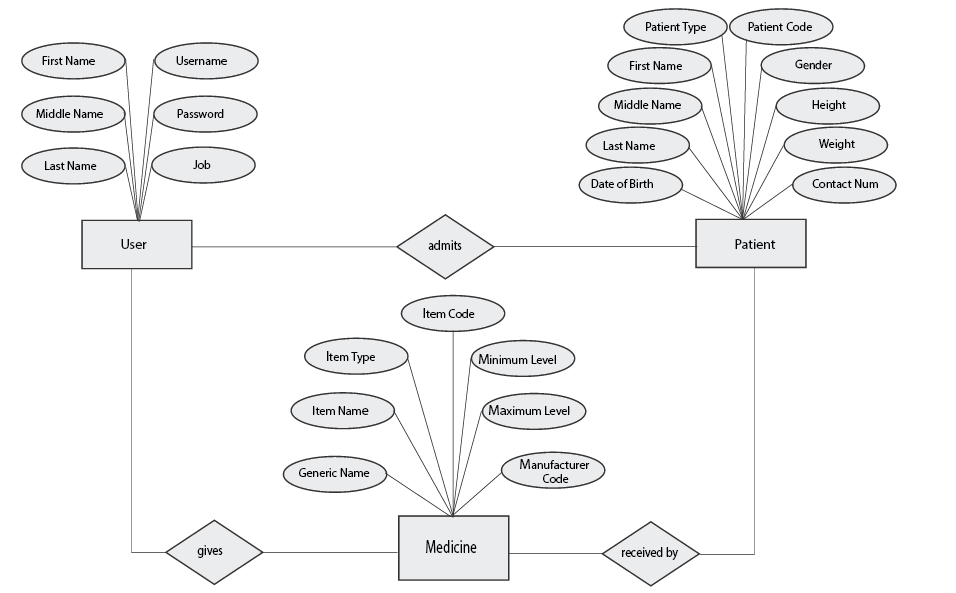 Patient Type
Patient Code
First Name
Username
First Name
Gender
Middle Name
Password
Middle Name
Height
Last Name
Job
Last Name
Weight
Date of Birth
Contact Num
User
admits
Patient
Item Code
Item Type
Minimum Level
Item Name
Maximum Level
Generic Name
Manufacturer
Code
gives
Medicine
received by